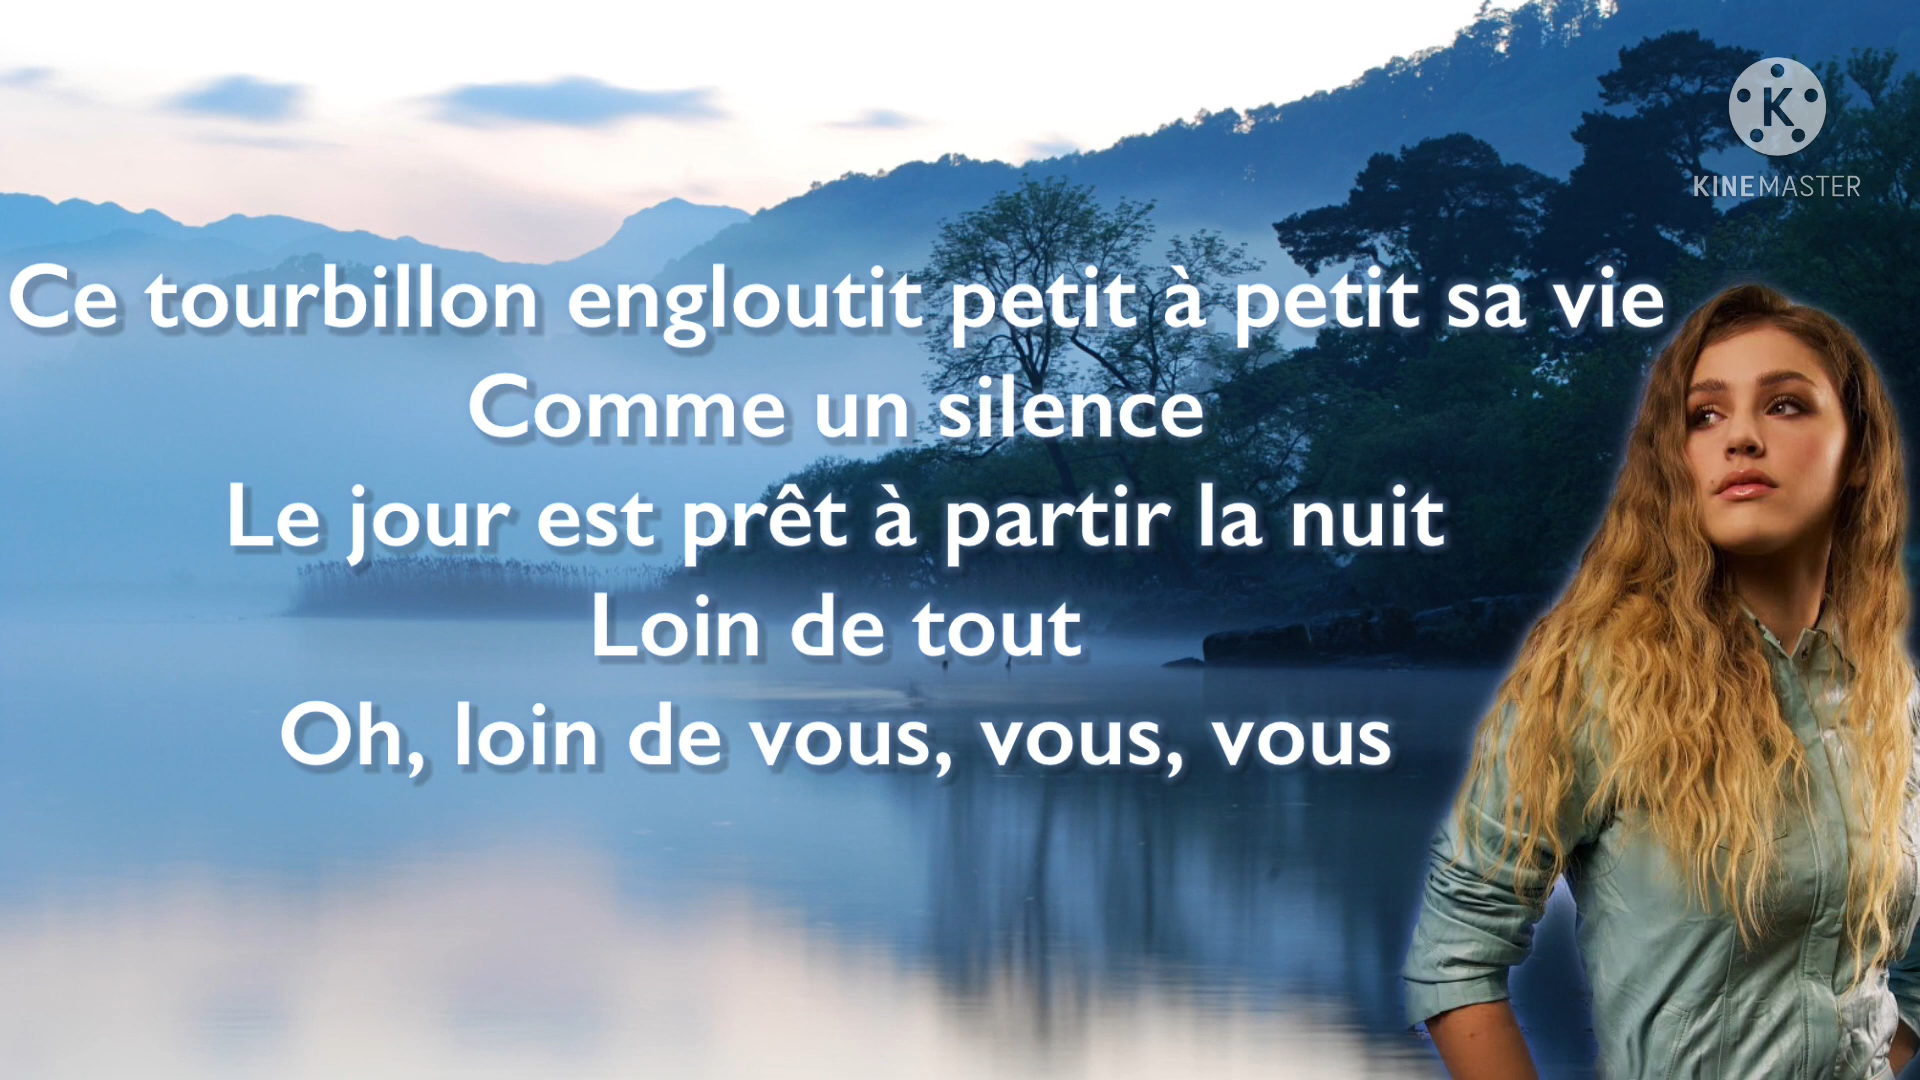 K
KINEMASTER
Ce tourbillon engloutit petit à petit sa vie
Comme un silence
Le jour est prêt à partir la nuit
Loin de tout
Oh, loin de vous, vous, vous